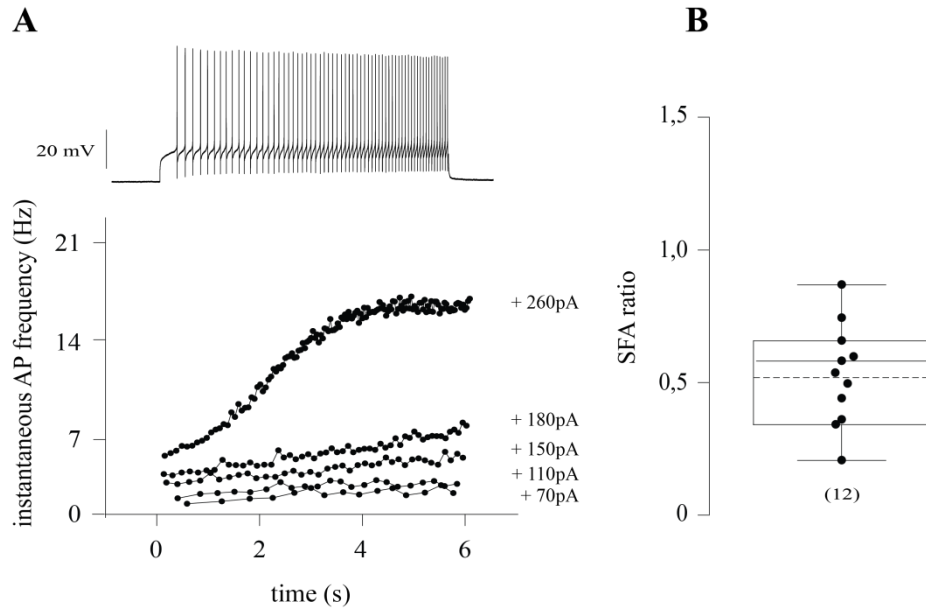 A
20 mV
instantaneous AP frequency (Hz)
21
14
7
0
+ 260pA
+ 180pA
+ 150pA
+ 110pA
+ 70pA
0 2 4 6
time (s)
B
SFA ratio
1,5
1,0
0,5
0
(12)